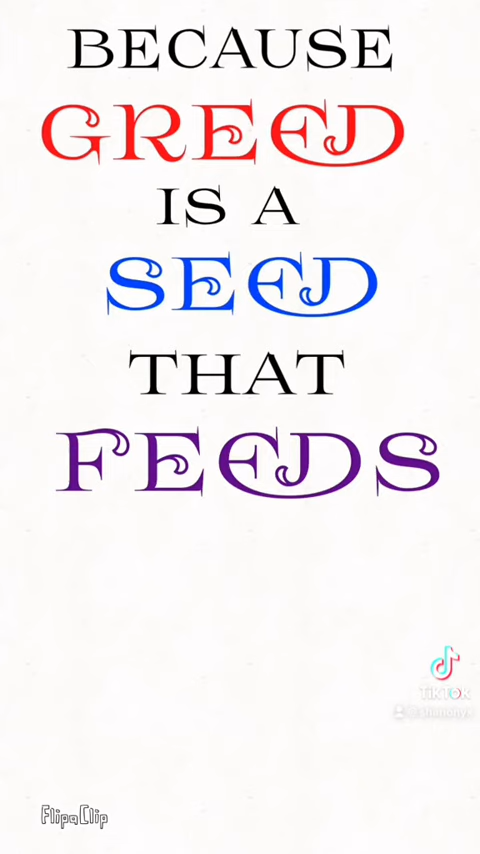 BECAUSE
GREED
IS A
SEED
THAT
FEEDS
TikTok
FlipaClip